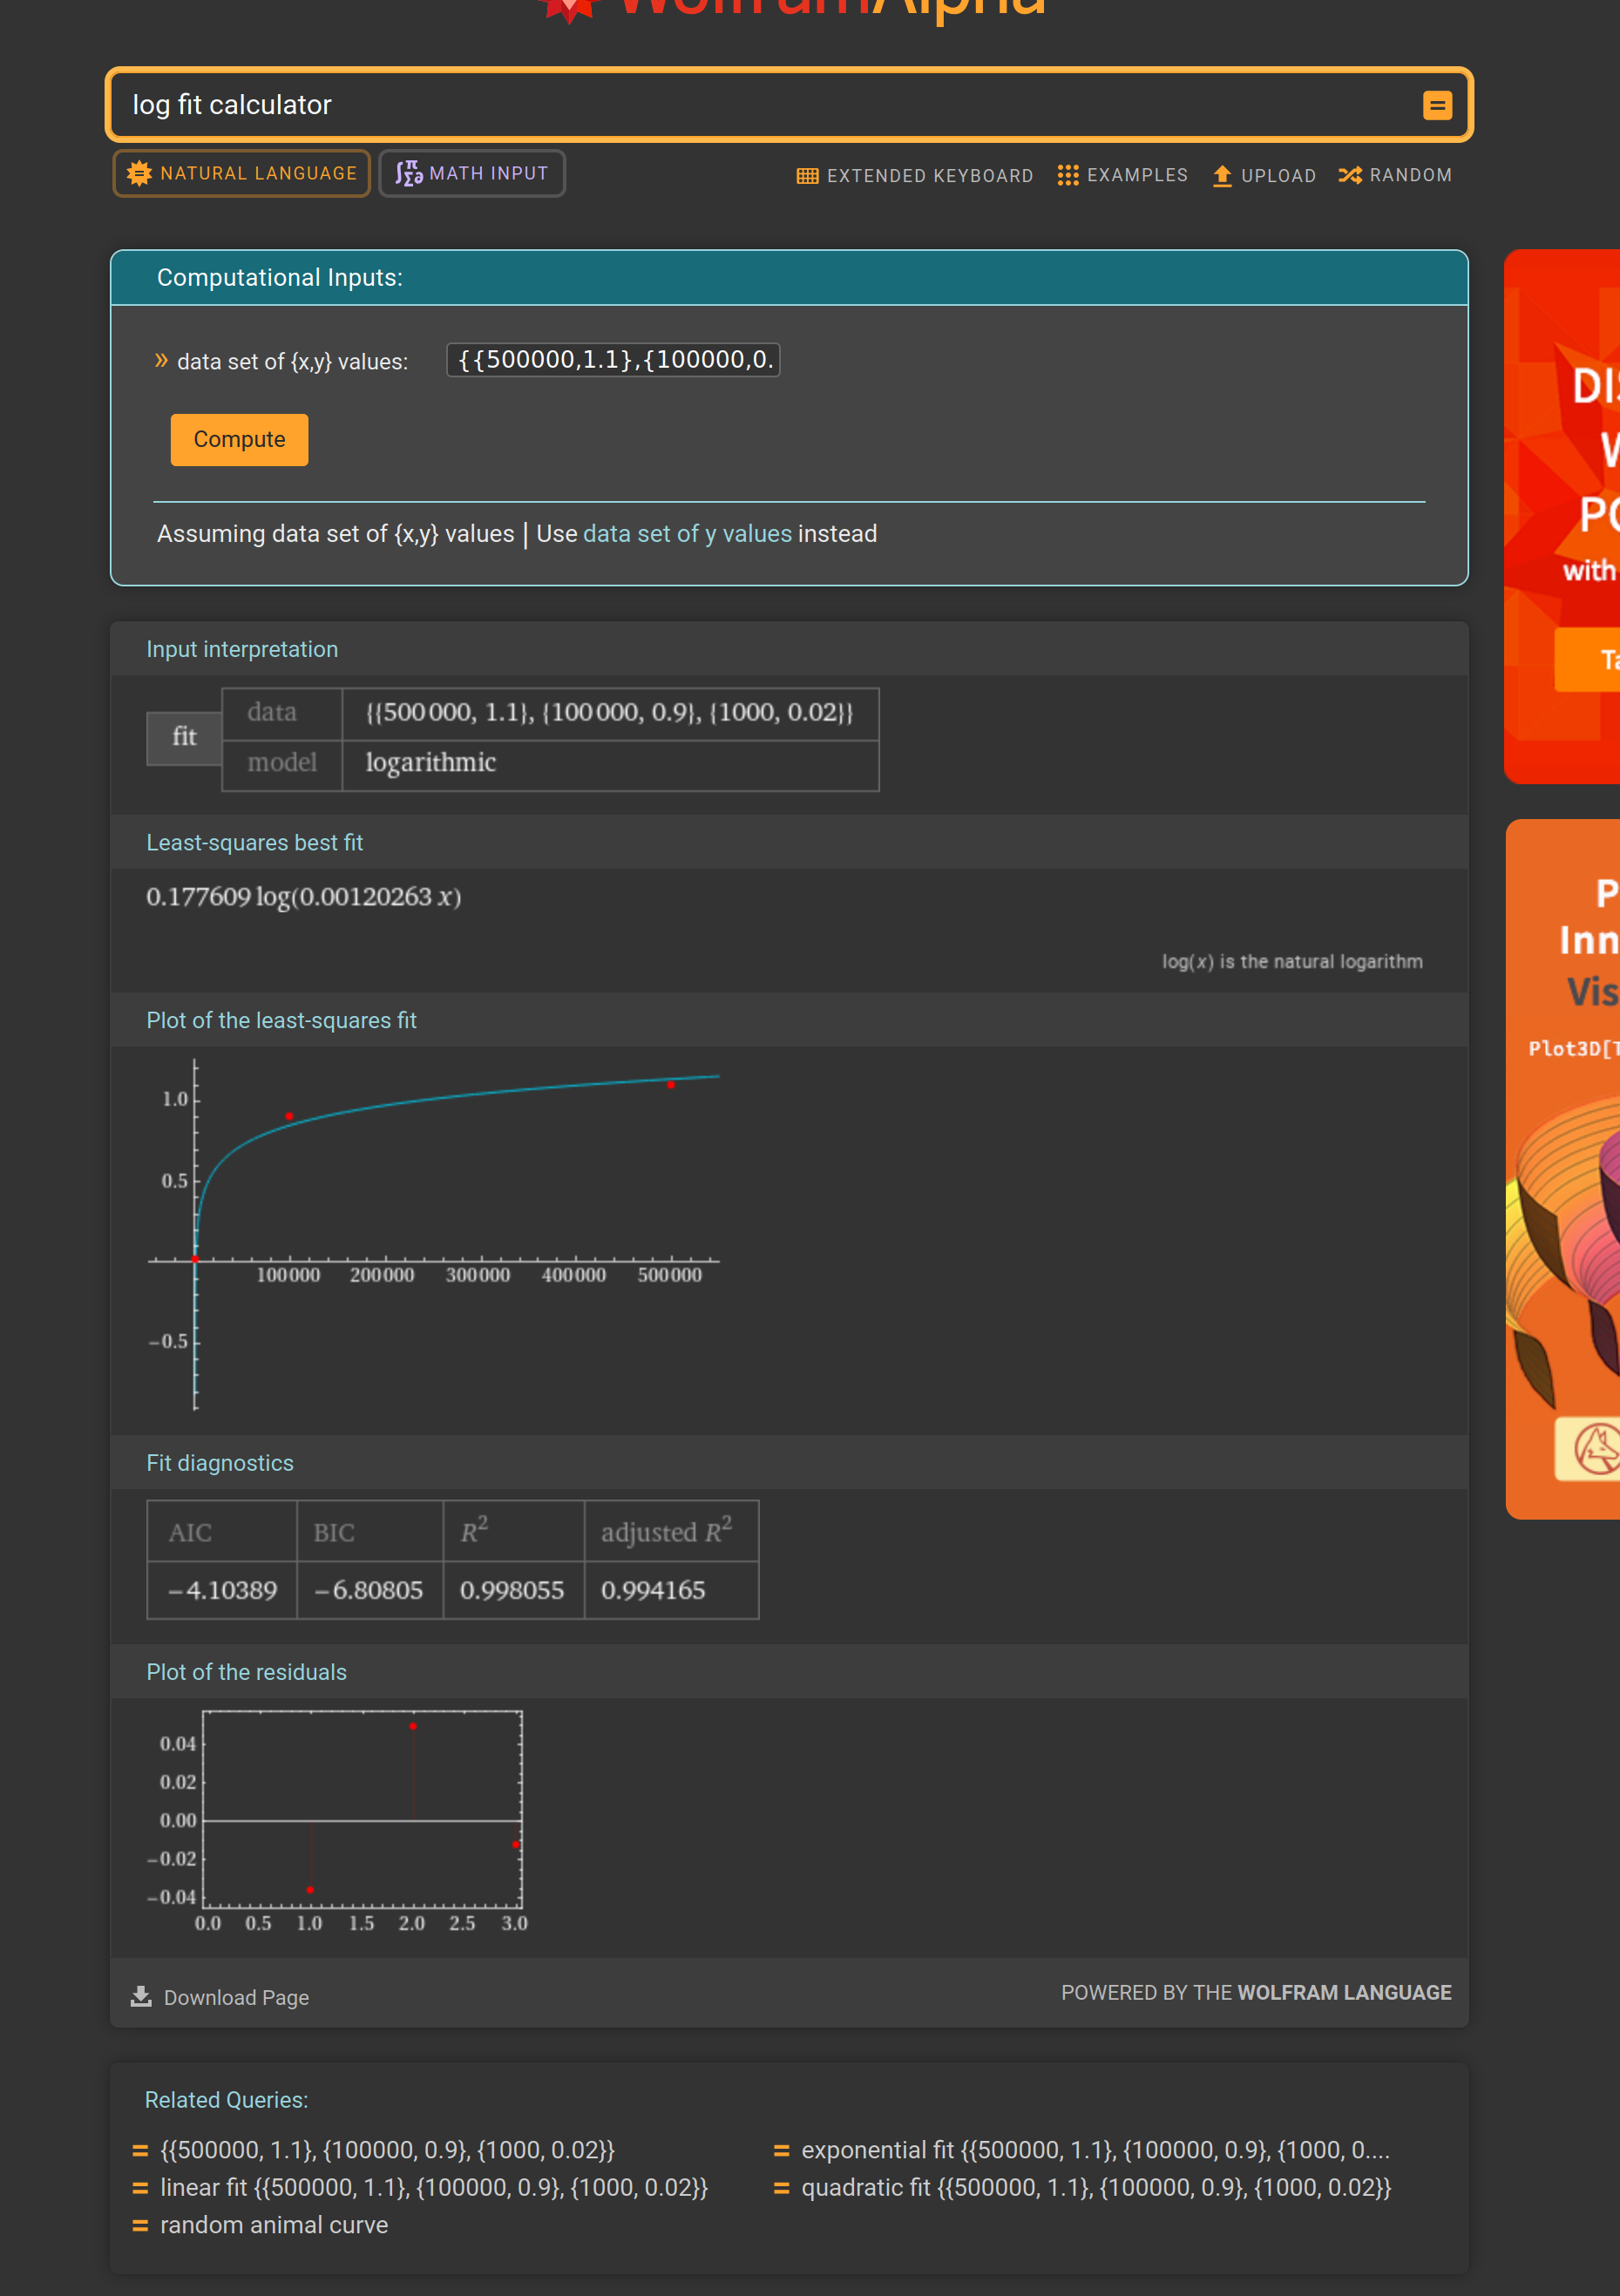 WolframAlpha
log fit calculator
NATURAL LANGUAGE
MATH INPUT
EXTENDED KEYBOARD
EXAMPLES
UPLOAD
RANDOM
Computational Inputs:
» data set of {x,y} values: {{500000,1.1},{100000,0.
Compute
Assuming data set of {x,y} values | Use data set of y values instead
Input interpretation
fit
data {{500000, 1.1}, {100000, 0.9}, {1000, 0.02}}
model logarithmic
Least-squares best fit
0.177609 log(0.00120263 x)
log(x) is the natural logarithm
Plot of the least-squares fit
1.0
0.5
100000 200000 300000 400000 500000
−0.5
Fit diagnostics
AIC BIC R² adjusted R²
−4.10389 −6.80805 0.998055 0.994165
Plot of the residuals
0.04
0.02
0.00
−0.02
−0.04
0.0 0.5 1.0 1.5 2.0 2.5 3.0
Download Page
POWERED BY THE WOLFRAM LANGUAGE
Related Queries:
= {{500000, 1.1}, {100000, 0.9}, {1000, 0.02}}
= exponential fit {{500000, 1.1}, {100000, 0.9}, {1000, 0....
= linear fit {{500000, 1.1}, {100000, 0.9}, {1000, 0.02}}
= quadratic fit {{500000, 1.1}, {100000, 0.9}, {1000, 0.02}}
= random animal curve
with
Plot3D[